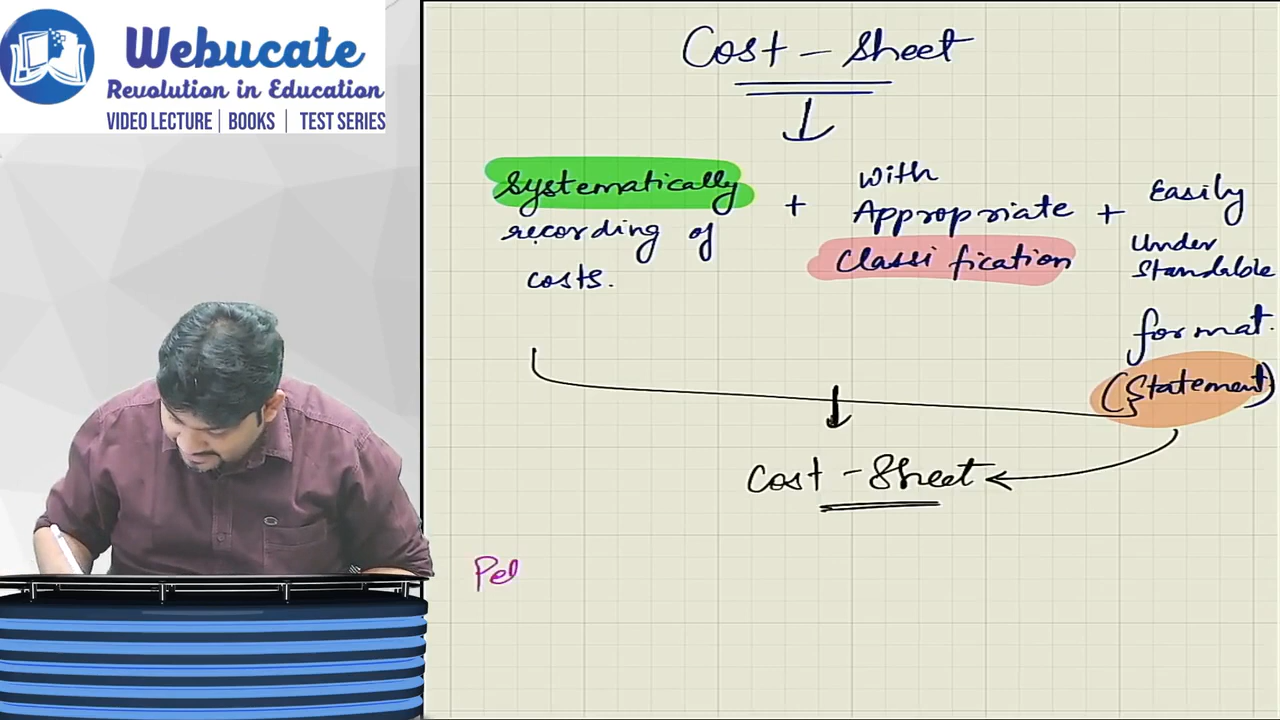 Webucate
Revolution in Education
VIDEO LECTURE | BOOKS | TEST SERIES
Cost - Sheet
Systematically
recording of
costs.
+
With
Appropriate
Classification
+
Easily
Under
standable
format.
(Statement)
Cost - Sheet
Pel